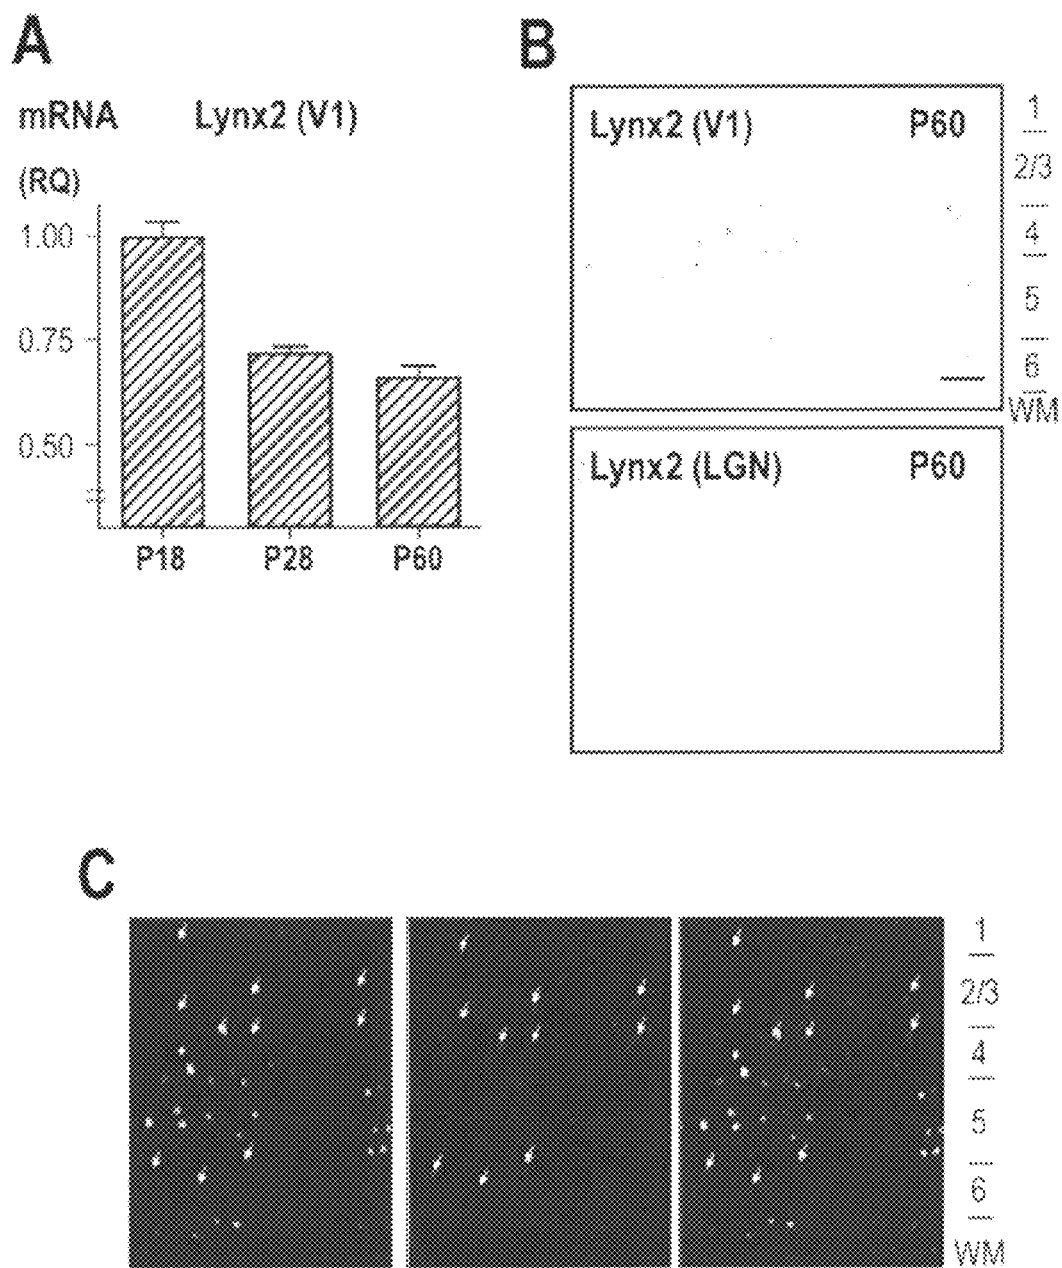 A
mRNA Lynx2 (V1)
(RQ)
1.00
0.75
0.50
P18 P28 P60
B
Lynx2 (V1) P60
1
2/3
4
5
6
WM
Lynx2 (LGN) P60
C
1
2/3
4
5
6
WM